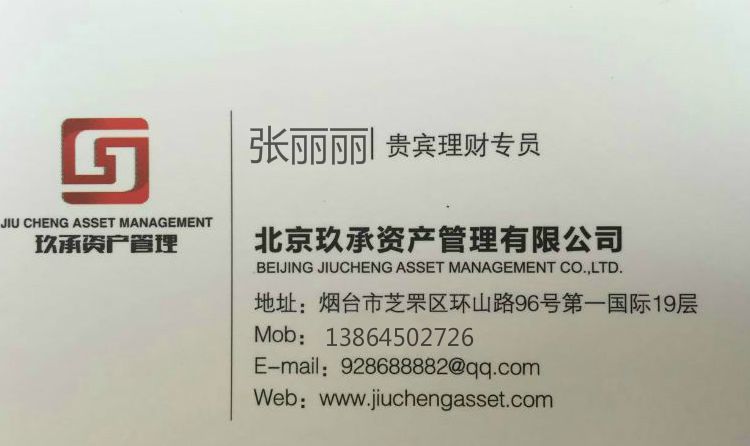 JIU CHENG ASSET MANAGEMENT
玖承资产管理
张丽丽| 贵宾理财专员
北京玖承资产管理有限公司
BEIJING JIUCHENG ASSET MANAGEMENT CO.,LTD.
地址：烟台市芝罘区环山路96号第一国际19层
Mob：13864502726
E-mail：928688882@qq.com
Web：www.jiuchengasset.com